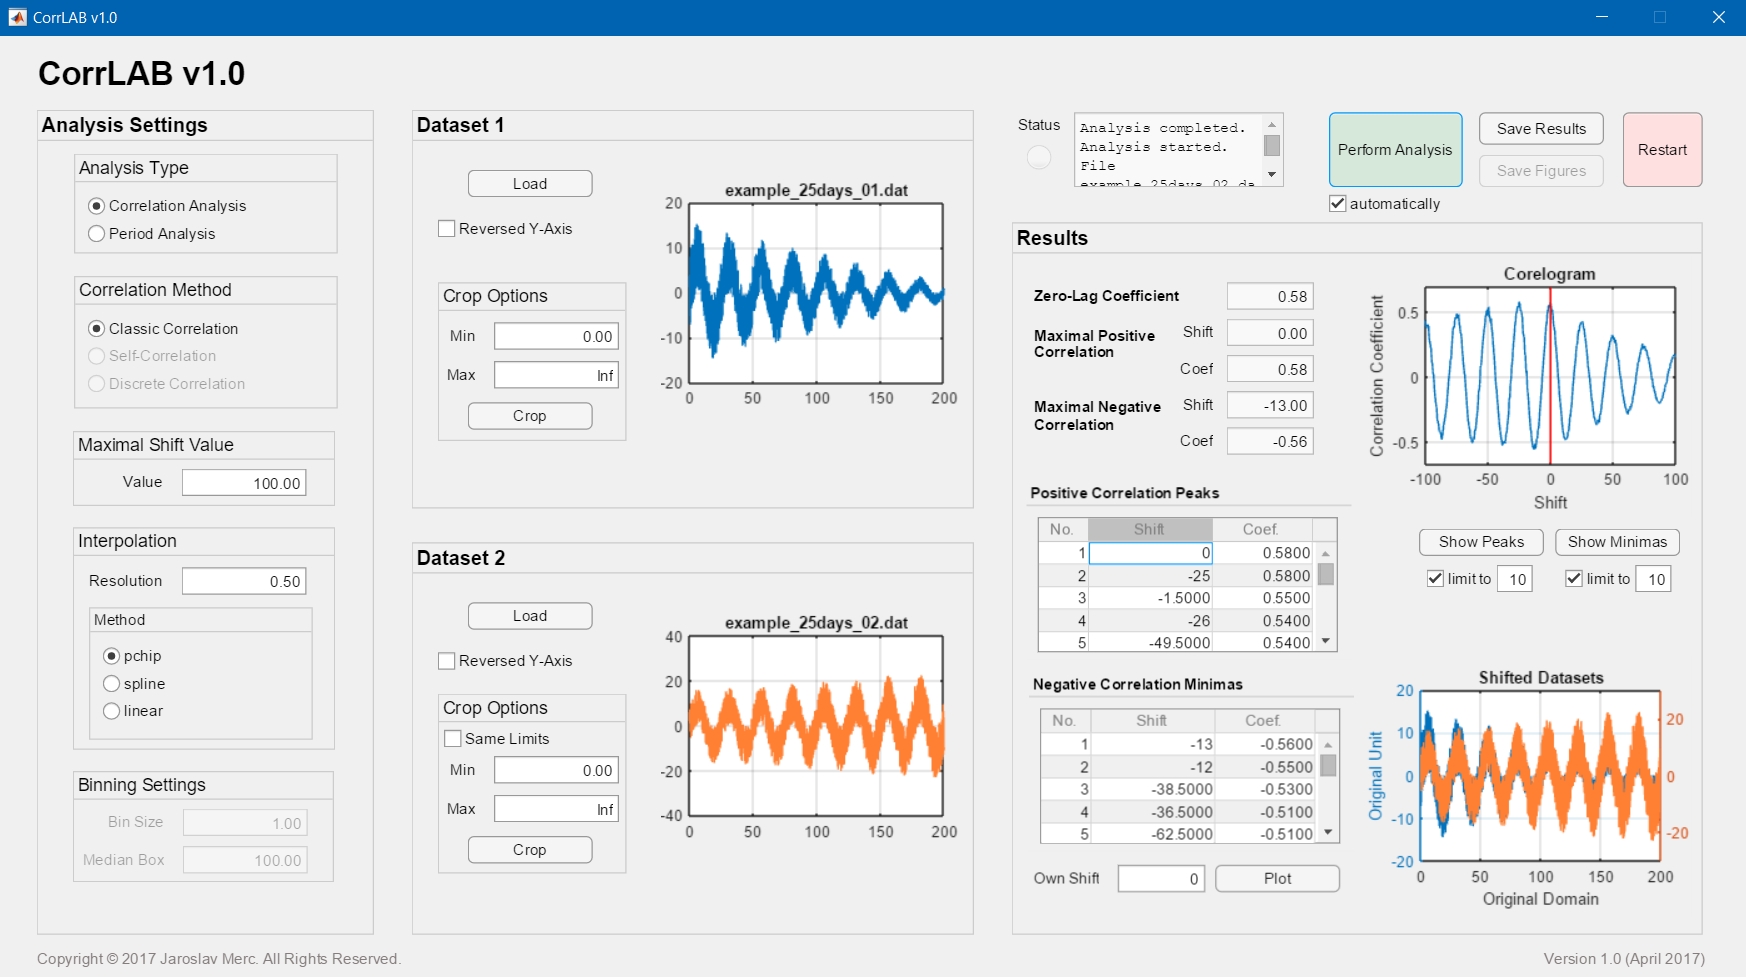 CorrLAB v1.0
CorrLAB v1.0
Analysis Settings
Analysis Type
Correlation Analysis
Period Analysis
Correlation Method
Classic Correlation
Self-Correlation
Discrete Correlation
Maximal Shift Value
Value 100.00
Interpolation
Resolution 0.50
Method
pchip
spline
linear
Binning Settings
Bin Size 1.00
Median Box 100.00
Dataset 1
Load
Reversed Y-Axis
Crop Options
Min 0.00
Max Inf
Crop
example_25days_01.dat
20
10
0
-10
-20
0 50 100 150 200
Dataset 2
Load
Reversed Y-Axis
Crop Options
Same Limits
Min 0.00
Max Inf
Crop
example_25days_02.dat
40
20
0
-20
-40
0 50 100 150 200
Status
Analysis completed.
Analysis started.
File
example_25days_02.da
Perform Analysis
automatically
Save Results
Save Figures
Restart
Results
Zero-Lag Coefficient 0.58
Maximal Positive
Correlation
Shift 0.00
Coef 0.58
Maximal Negative
Correlation
Shift -13.00
Coef -0.56
Corelogram
Correlation Coefficient
0.5
0
-0.5
-100 -50 0 50 100
Shift
Positive Correlation Peaks
No. Shift Coef.
1 0 0.5800
2 -25 0.5800
3 -1.5000 0.5500
4 -26 0.5400
5 -49.5000 0.5400
Show Peaks Show Minimas
limit to 10 limit to 10
Negative Correlation Minimas
No. Shift Coef.
1 -13 -0.5600
2 -12 -0.5500
3 -38.5000 -0.5300
4 -36.5000 -0.5100
5 -62.5000 -0.5100
Own Shift 0 Plot
Shifted Datasets
Original Unit
20
10
0
-10
-20
20
0
-20
0 50 100 150 200
Original Domain
Copyright © 2017 Jaroslav Merc. All Rights Reserved.
Version 1.0 (April 2017)